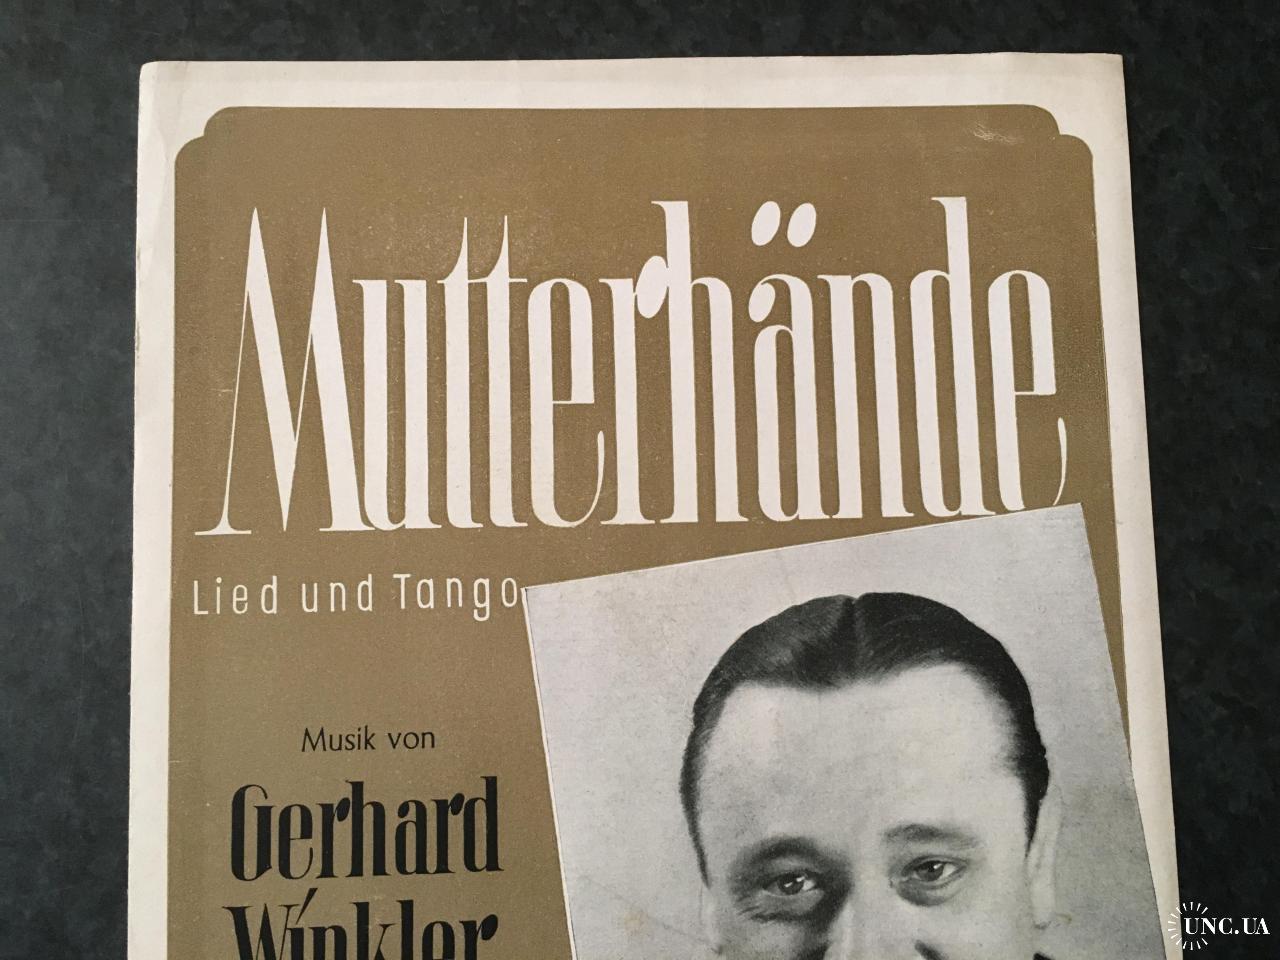 Mutterhände
Lied und Tango
Musik von
Gerhard
Winkler
UNC.UA